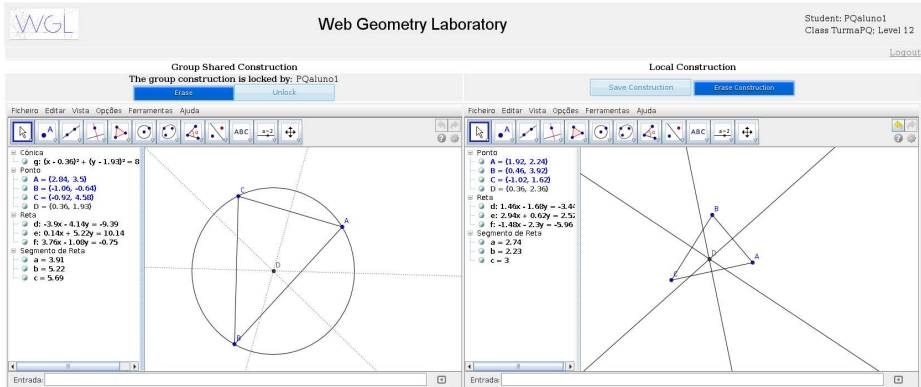 WGL
Web Geometry Laboratory
Student: PQaluno1
Class TurmaPQ; Level 12
Logout
Group Shared Construction
The group construction is locked by: PQaluno1
Erase
Unlock
Ficheiro Editar Vista Opções Ferramentas Ajuda
ABC
a=2
Cónica
g: (x - 0.36)² + (y - 1.93)² = 8
Ponto
A = (2.84, 3.5)
B = (-1.06, -0.64)
C = (-0.92, 4.58)
D = (0.36, 1.93)
Reta
d: -3.9x - 4.14y = -9.39
e: 0.14x + 5.22y = 10.14
f: 3.76x - 1.08y = -0.75
Segmento de Reta
a = 3.91
b = 5.22
c = 5.69
C
A
D
B
Entrada:
Local Construction
Save Construction
Erase Construction
Ficheiro Editar Vista Opções Ferramentas Ajuda
ABC
a=2
Ponto
A = (1.92, 2.24)
B = (0.46, 3.92)
C = (-1.02, 1.62)
D = (0.36, 2.36)
Reta
d: 1.46x - 1.68y = -3.44
e: 2.94x + 0.62y = 2.52
f: -1.48x - 2.3y = -5.96
Segmento de Reta
a = 2.74
b = 2.23
c = 3
B
D
A
C
Entrada: